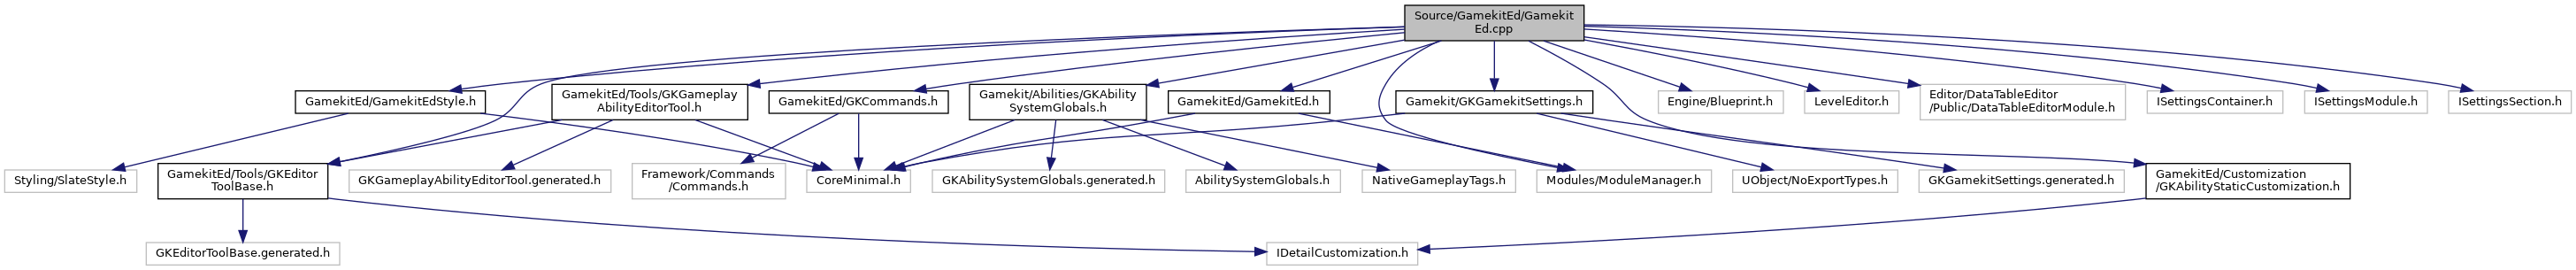 Source/GamekitEd/Gamekit
Ed.cpp
GamekitEd/GamekitEdStyle.h
GamekitEd/Tools/GKGameplay
AbilityEditorTool.h
GamekitEd/GKCommands.h
Gamekit/Abilities/GKAbility
SystemGlobals.h
GamekitEd/GamekitEd.h
Gamekit/GKGamekitSettings.h
Engine/Blueprint.h
LevelEditor.h
Editor/DataTableEditor
/Public/DataTableEditorModule.h
ISettingsContainer.h
ISettingsModule.h
ISettingsSection.h
Styling/SlateStyle.h
GamekitEd/Tools/GKEditor
ToolBase.h
GKGameplayAbilityEditorTool.generated.h
Framework/Commands
/Commands.h
CoreMinimal.h
GKAbilitySystemGlobals.generated.h
AbilitySystemGlobals.h
NativeGameplayTags.h
Modules/ModuleManager.h
UObject/NoExportTypes.h
GKGamekitSettings.generated.h
GamekitEd/Customization
/GKAbilityStaticCustomization.h
GKEditorToolBase.generated.h
IDetailCustomization.h